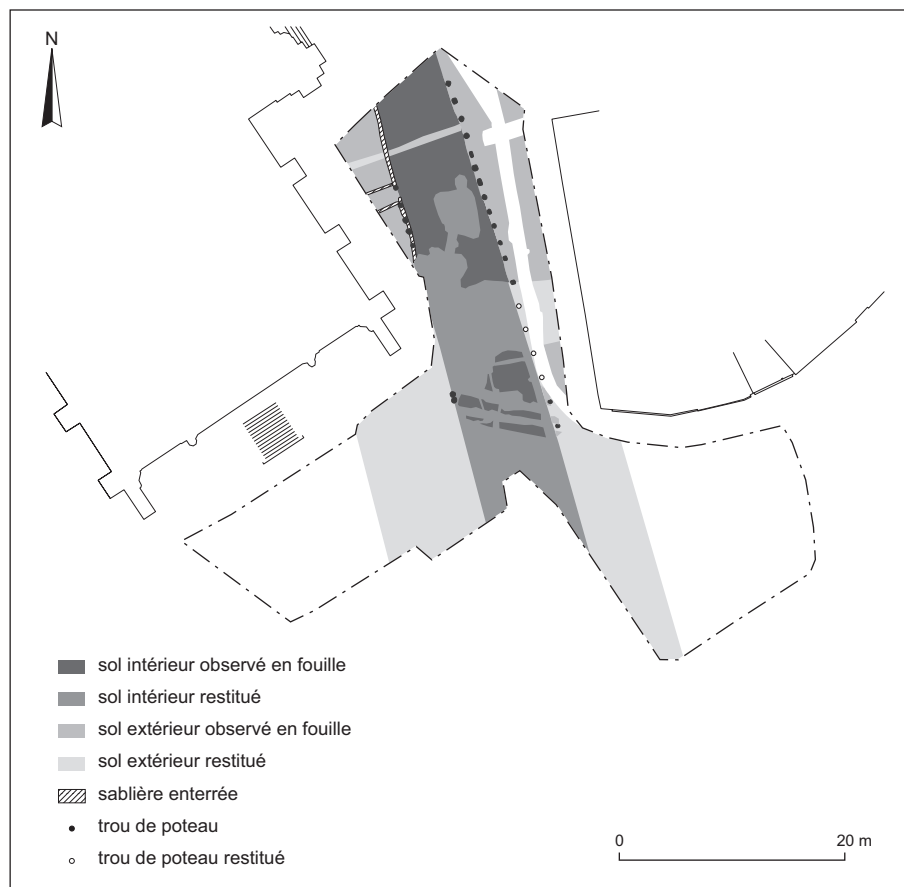 N
sol intérieur observé en fouille
sol intérieur restitué
sol extérieur observé en fouille
sol extérieur restitué
sablière enterrée
trou de poteau
trou de poteau restitué
0 20 m